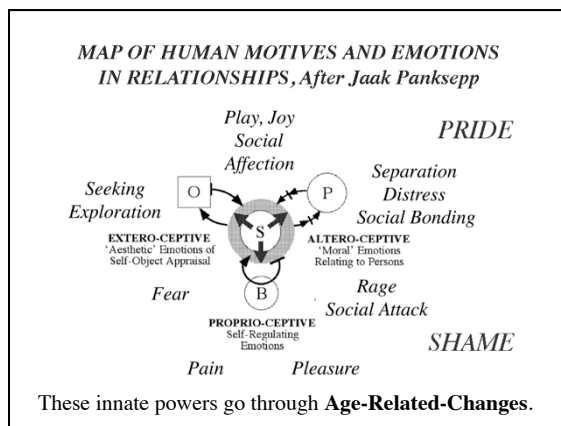 MAP OF HUMAN MOTIVES AND EMOTIONS
IN RELATIONSHIPS, After Jaak Panksepp
Play, Joy
Social
Affection
PRIDE
Seeking
Exploration
O
P
Separation
Distress
Social Bonding
S
EXTERO-CEPTIVE
'Aesthetic' Emotions of
Self-Object Appraisal
ALTERO-CEPTIVE
'Moral' Emotions
Relating to Persons
Fear
B
Rage
Social Attack
PROPRIO-CEPTIVE
Self-Regulating
Emotions
SHAME
Pain
Pleasure
These innate powers go through Age-Related-Changes.